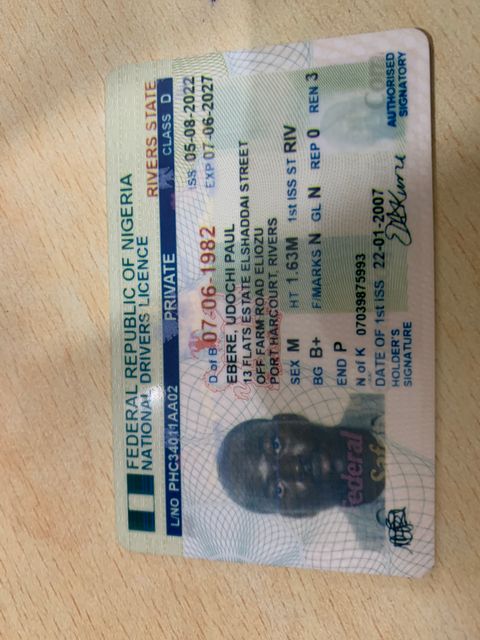 FEDERAL REPUBLIC OF NIGERIA
NATIONAL DRIVERS LICENCE
RIVERS STATE
L/NO PHC34011AA02 PRIVATE CLASS D
ISS 05-08-2022
D of B 07-06-1982 EXP 07-06-2027
EBERE, UDOCHI PAUL
13 FLATS ESTATE ELSHADDAI STREET
OFF FARM ROAD ELIOZU
PORT HARCOURT, RIVERS
SEX M HT 1.63M 1st ISS ST RIV
BG B+ F/MARKS N GL N REP 0 REN 3
END P
N of K 07039875993
DATE OF 1st ISS 22-01-2007
HOLDER'S
SIGNATURE
AUTHORISED
SIGNATORY
Federal
Safe
Com